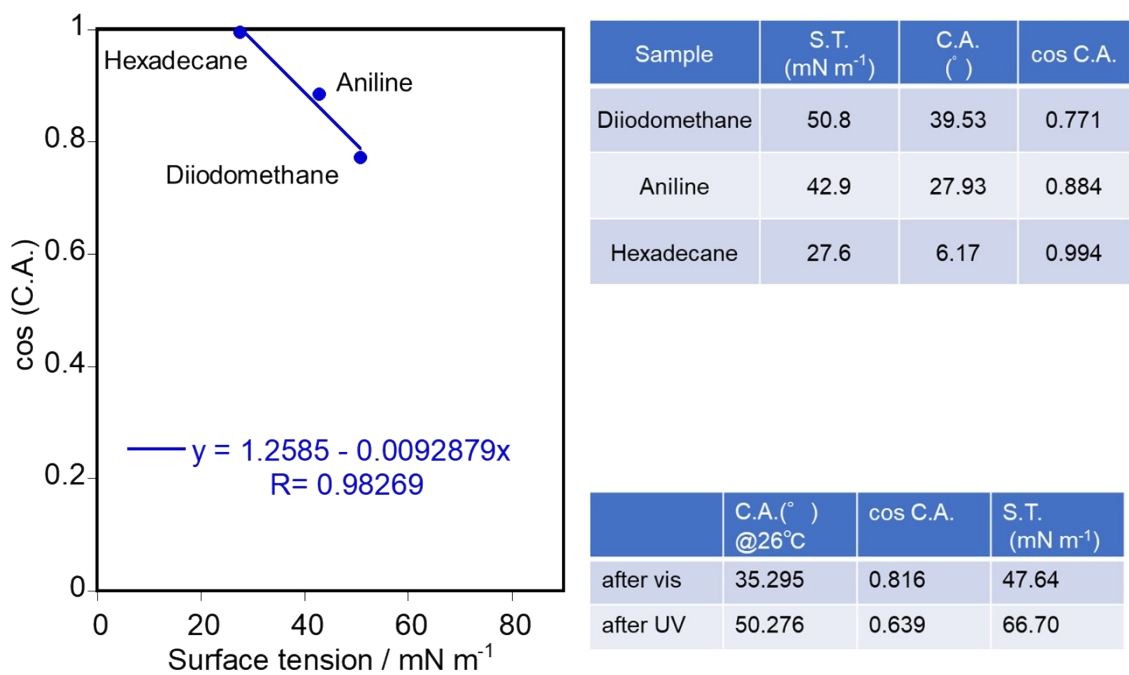 1
0.8
0.6
0.4
0.2
0
cos (C.A.)
Hexadecane
Aniline
Diiodomethane
y = 1.2585 - 0.0092879x
R= 0.98269
0 20 40 60 80
Surface tension / mN m⁻¹
Sample S.T. (mN m⁻¹) C.A. (°) cos C.A.
Diiodomethane 50.8 39.53 0.771
Aniline 42.9 27.93 0.884
Hexadecane 27.6 6.17 0.994
C.A.(° ) @26℃ cos C.A. S.T. (mN m⁻¹)
after vis 35.295 0.816 47.64
after UV 50.276 0.639 66.70